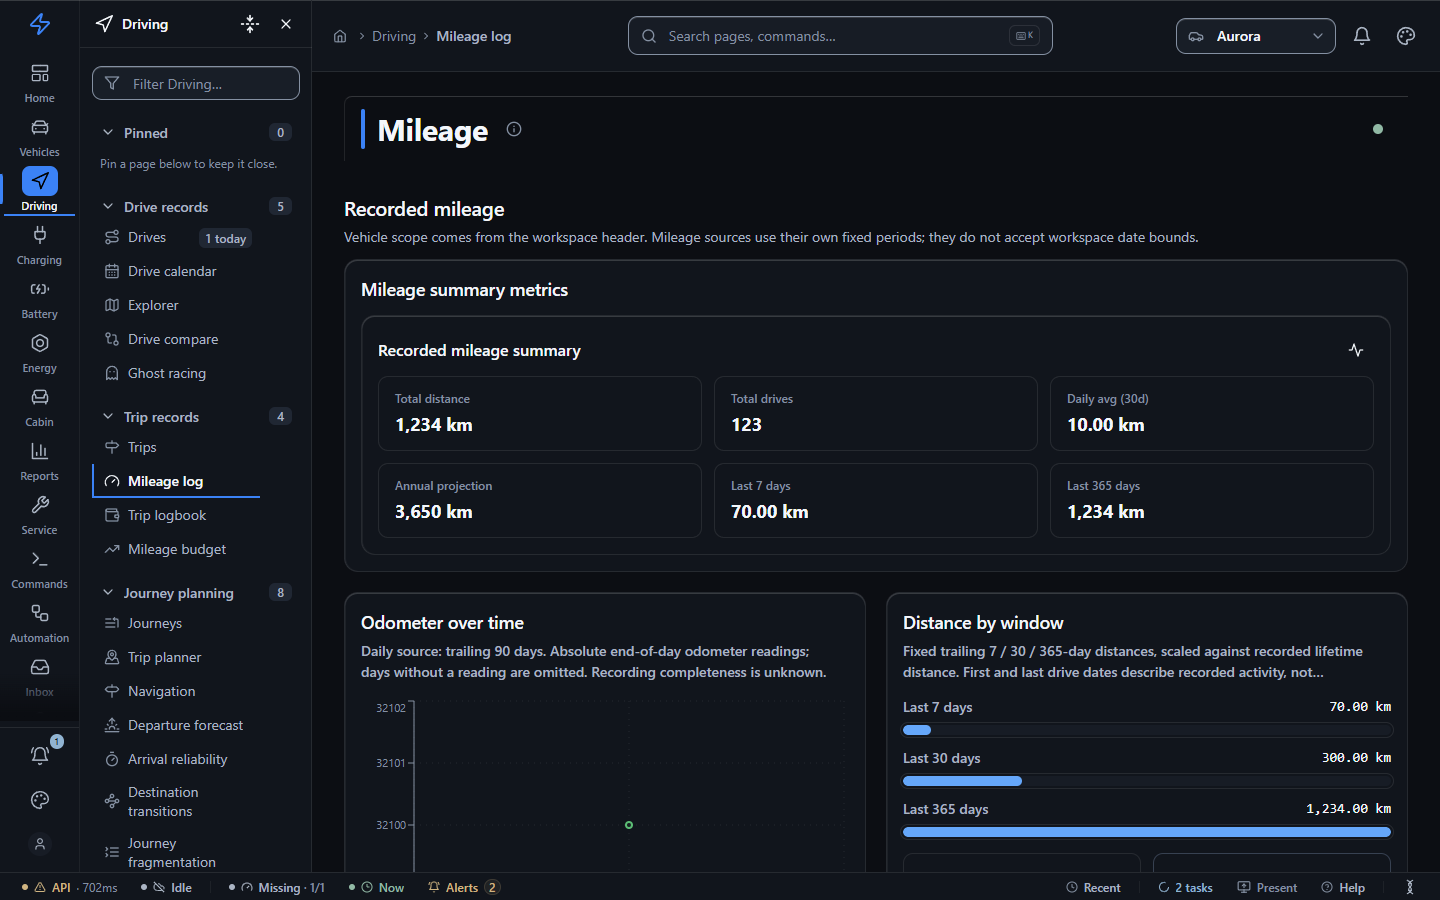 Home
Vehicles
Driving
Charging
Battery
Energy
Cabin
Reports
Service
Commands
Automation
Inbox
1
Driving
Filter Driving...
Pinned 0
Pin a page below to keep it close.
Drive records 5
Drives 1 today
Drive calendar
Explorer
Drive compare
Ghost racing
Trip records 4
Trips
Mileage log
Trip logbook
Mileage budget
Journey planning 8
Journeys
Trip planner
Navigation
Departure forecast
Arrival reliability
Destination
transitions
Journey
fragmentation
Driving Mileage log
Search pages, commands... K
Aurora
Mileage
Recorded mileage
Vehicle scope comes from the workspace header. Mileage sources use their own fixed periods; they do not accept workspace date bounds.
Mileage summary metrics
Recorded mileage summary
Total distance
1,234 km
Total drives
123
Daily avg (30d)
10.00 km
Annual projection
3,650 km
Last 7 days
70.00 km
Last 365 days
1,234 km
Odometer over time
Daily source: trailing 90 days. Absolute end-of-day odometer readings;
days without a reading are omitted. Recording completeness is unknown.
32102
32101
32100
Distance by window
Fixed trailing 7 / 30 / 365-day distances, scaled against recorded lifetime
distance. First and last drive dates describe recorded activity, not...
Last 7 days 70.00 km
Last 30 days 300.00 km
Last 365 days 1,234.00 km
API · 702ms Idle Missing · 1/1 Now Alerts 2 Recent 2 tasks Present Help